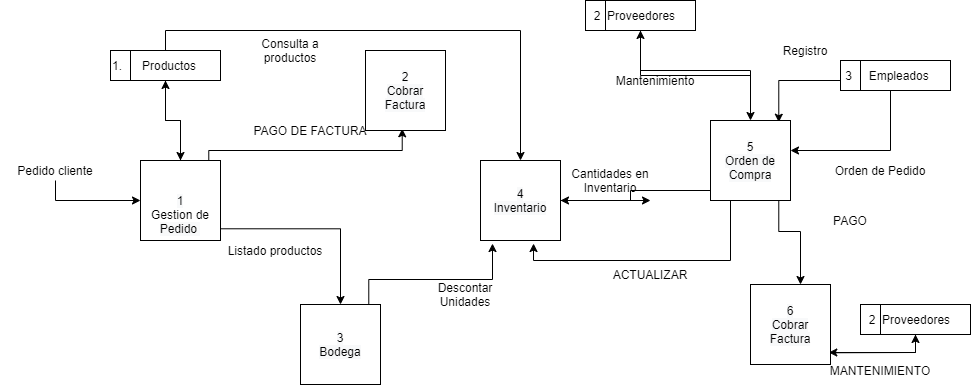 2 Proveedores
Consulta a
productos
Registro
1. Productos
2
Cobrar
Factura
Mantenimiento
3 Empleados
PAGO DE FACTURA
5
Orden de
Compra
Pedido cliente
1
Gestion de
Pedido
4
Inventario
Cantidades en
Inventario
Orden de Pedido
PAGO
Listado productos
ACTUALIZAR
Descontar
Unidades
3
Bodega
6
Cobrar
Factura
2 Proveedores
MANTENIMIENTO